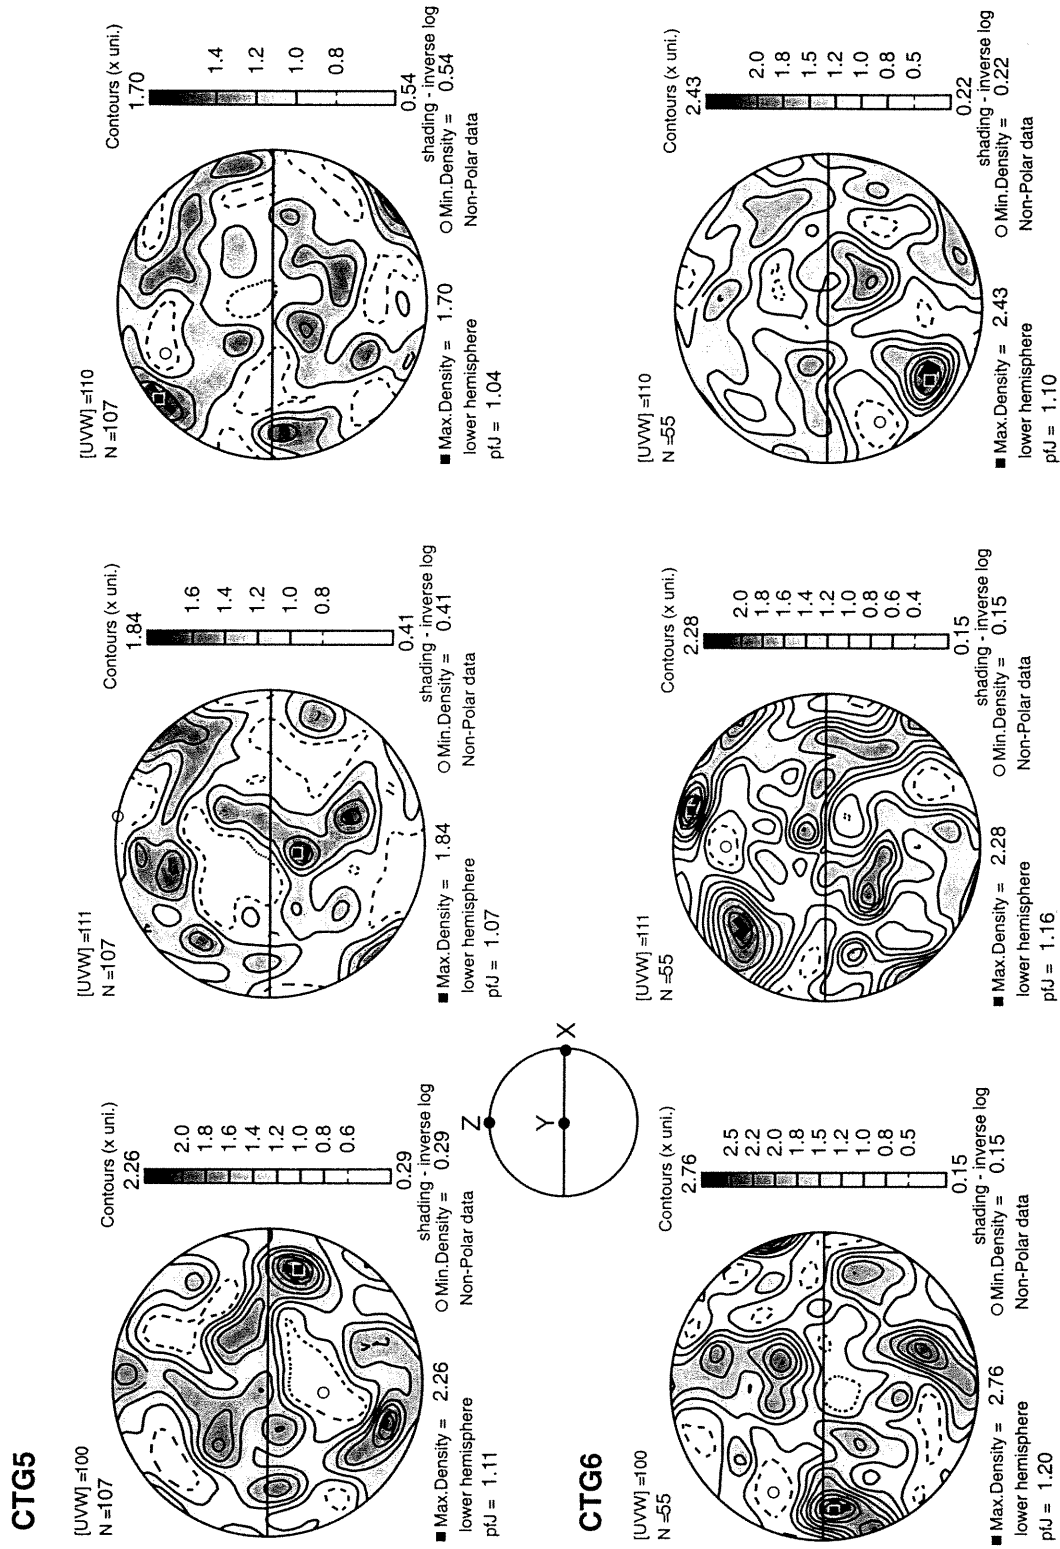 CTG5
[UVW] =100
N =107
Contours (x uni.)
2.26
2.0
1.8
1.6
1.4
1.2
1.0
0.8
0.6
0.29
shading - inverse log
■ Max.Density = 2.26
○ Min.Density = 0.29
lower hemisphere
Non-Polar data
pfJ = 1.11
[UVW] =111
N =107
Contours (x uni.)
1.84
1.6
1.4
1.2
1.0
0.8
0.41
shading - inverse log
■ Max.Density = 1.84
○ Min.Density = 0.41
lower hemisphere
Non-Polar data
pfJ = 1.07
[UVW] =110
N =107
Contours (x uni.)
1.70
1.4
1.2
1.0
0.8
0.54
shading - inverse log
■ Max.Density = 1.70
○ Min.Density = 0.54
lower hemisphere
Non-Polar data
pfJ = 1.04
Z
Y
X
CTG6
[UVW] =100
N =55
Contours (x uni.)
2.76
2.5
2.2
2.0
1.8
1.5
1.2
1.0
0.8
0.5
0.15
shading - inverse log
■ Max.Density = 2.76
○ Min.Density = 0.15
lower hemisphere
Non-Polar data
pfJ = 1.20
[UVW] =111
N =55
Contours (x uni.)
2.28
2.0
1.8
1.6
1.4
1.2
1.0
0.8
0.6
0.4
0.15
shading - inverse log
■ Max.Density = 2.28
○ Min.Density = 0.15
lower hemisphere
Non-Polar data
pfJ = 1.16
[UVW] =110
N =55
Contours (x uni.)
2.43
2.0
1.8
1.5
1.2
1.0
0.8
0.5
0.22
shading - inverse log
■ Max.Density = 2.43
○ Min.Density = 0.22
lower hemisphere
Non-Polar data
pfJ = 1.10